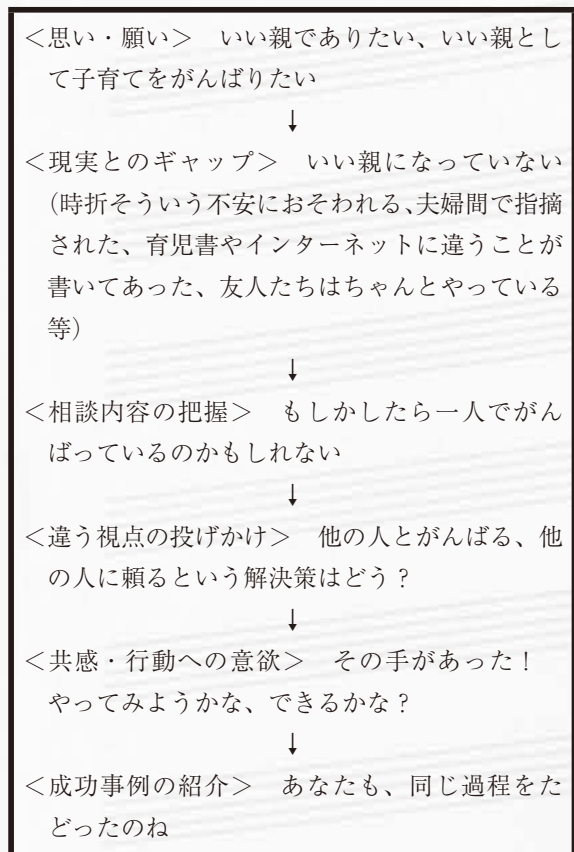 ＜思い・願い＞　いい親でありたい、いい親とし
て子育てをがんばりたい
↓
＜現実とのギャップ＞　いい親になっていない
（時折そういう不安におそわれる、夫婦間で指摘
された、育児書やインターネットに違うことが
書いてあった、友人たちはちゃんとやっている
等）
↓
＜相談内容の把握＞　もしかしたら一人でがん
ばっているのかもしれない
↓
＜違う視点の投げかけ＞　他の人とがんばる、他
の人に頼るという解決策はどう？
↓
＜共感・行動への意欲＞　その手があった！
やってみようかな、できるかな？
↓
＜成功事例の紹介＞　あなたも、同じ過程をた
どったのね